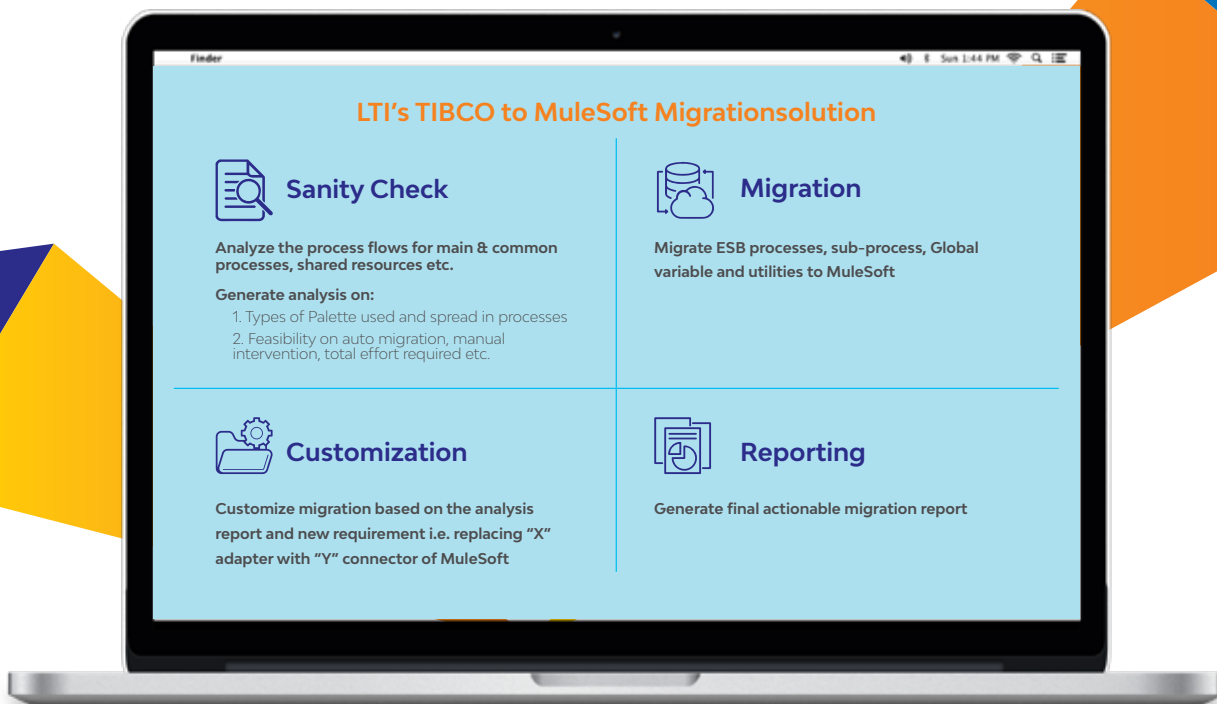 Finder
Sun 1:44 PM
LTI's TIBCO to MuleSoft Migrationsolution
Sanity Check
Analyze the process flows for main & common
processes, shared resources etc.
Generate analysis on:
1. Types of Palette used and spread in processes
2. Feasibility on auto migration, manual
intervention, total effort required etc.
Migration
Migrate ESB processes, sub-process, Global
variable and utilities to MuleSoft
Customization
Customize migration based on the analysis
report and new requirement i.e. replacing “X”
adapter with “Y” connector of MuleSoft
Reporting
Generate final actionable migration report